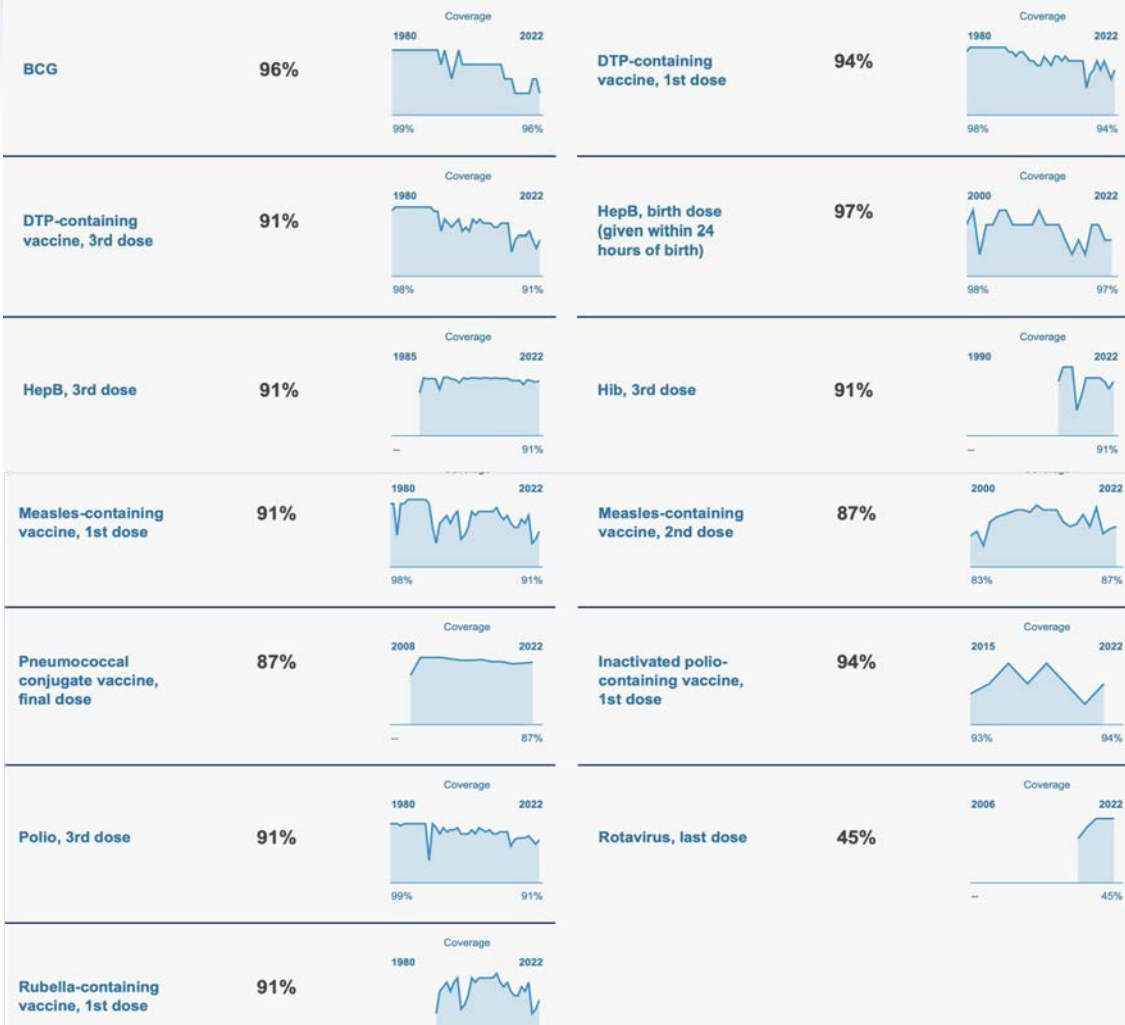 Coverage
1980 2022
BCG 96%
99% 96%
Coverage
1980 2022
DTP-containing
vaccine, 1st dose
94%
98% 94%
Coverage
1980 2022
DTP-containing
vaccine, 3rd dose
91%
98% 91%
Coverage
2000 2022
HepB, birth dose
(given within 24
hours of birth)
97%
98% 97%
Coverage
1985 2022
HepB, 3rd dose 91%
-- 91%
Coverage
1990 2022
Hib, 3rd dose 91%
-- 91%
1980 2022
Measles-containing
vaccine, 1st dose
91%
98% 91%
2000 2022
Measles-containing
vaccine, 2nd dose
87%
83% 87%
Coverage
2008 2022
Pneumococcal
conjugate vaccine,
final dose
87%
-- 87%
Coverage
2015 2022
Inactivated polio-
containing vaccine,
1st dose
94%
93% 94%
Coverage
1980 2022
Polio, 3rd dose 91%
99% 91%
Coverage
2006 2022
Rotavirus, last dose 45%
-- 45%
Coverage
1980 2022
Rubella-containing
vaccine, 1st dose
91%